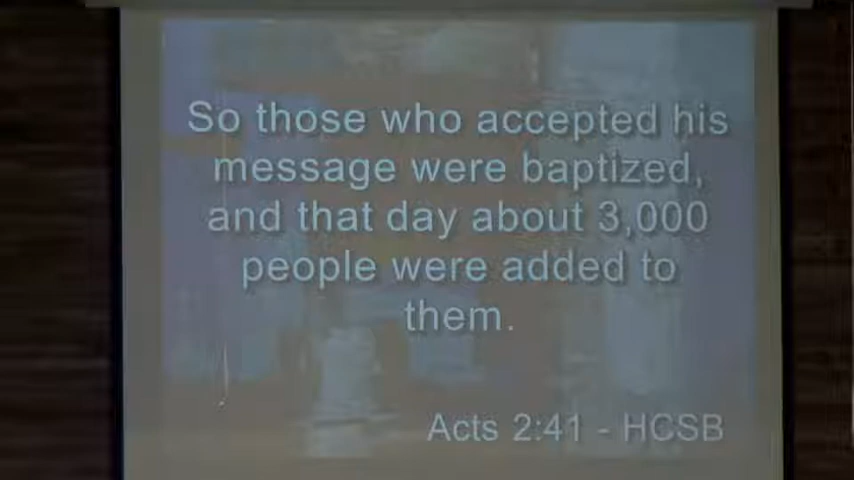 So those who accepted his
message were baptized,
and that day about 3,000
people were added to
them.
Acts 2:41 - HCSB